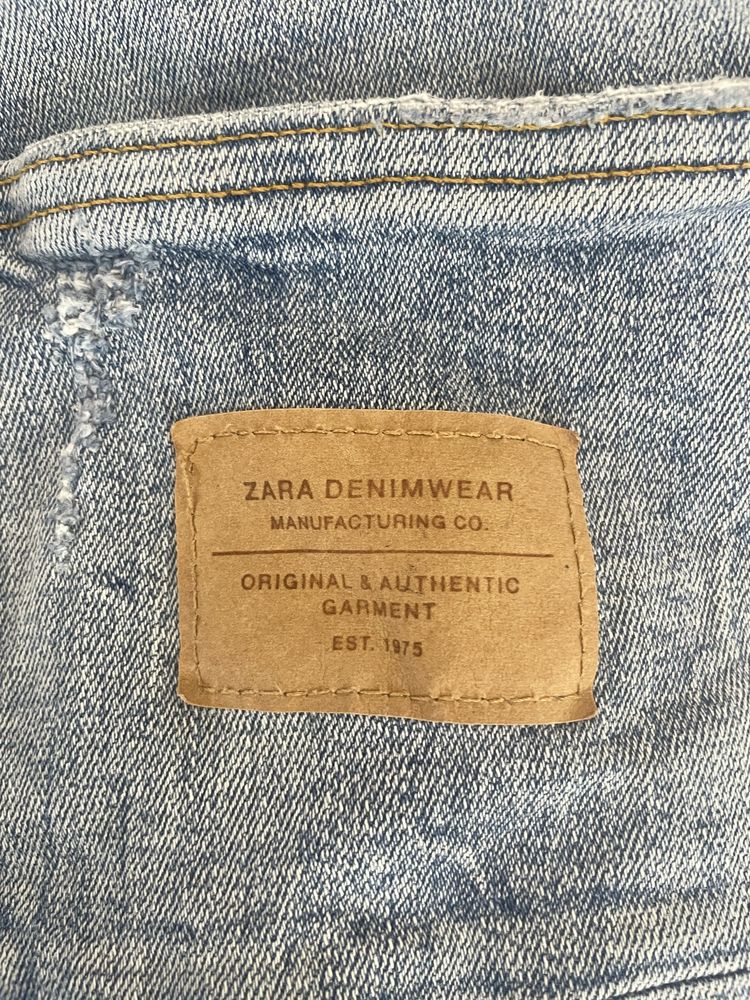 ZARA DENIMWEAR
MANUFACTURING CO.
ORIGINAL & AUTHENTIC
GARMENT
EST. 1975